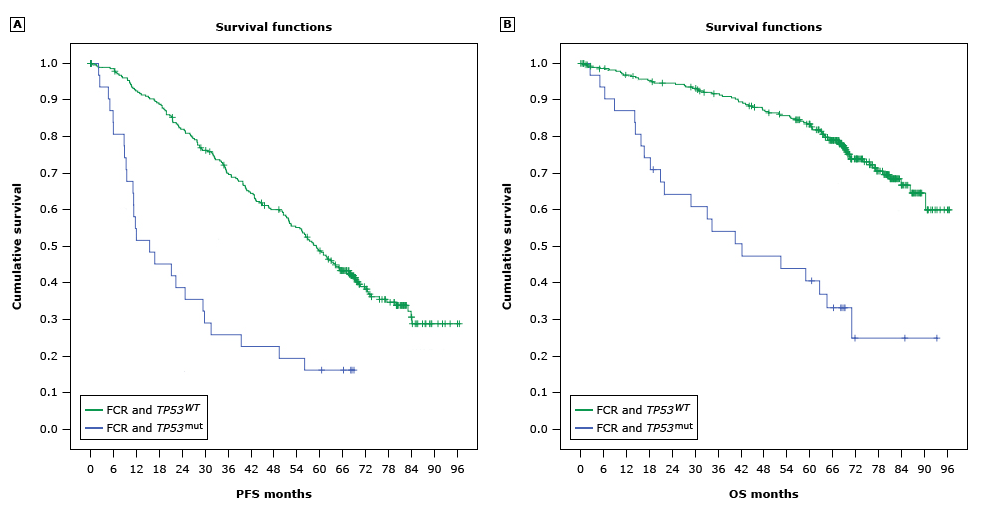 A
Survival functions
Cumulative survival
1.0
0.9
0.8
0.7
0.6
0.5
0.4
0.3
0.2
0.1
0.0
FCR and TP53WT
FCR and TP53mut
0 6 12 18 24 30 36 42 48 54 60 66 72 78 84 90 96
PFS months
B
Survival functions
Cumulative survival
1.0
0.9
0.8
0.7
0.6
0.5
0.4
0.3
0.2
0.1
0.0
FCR and TP53WT
FCR and TP53mut
0 6 12 18 24 30 36 42 48 54 60 66 72 78 84 90 96
OS months